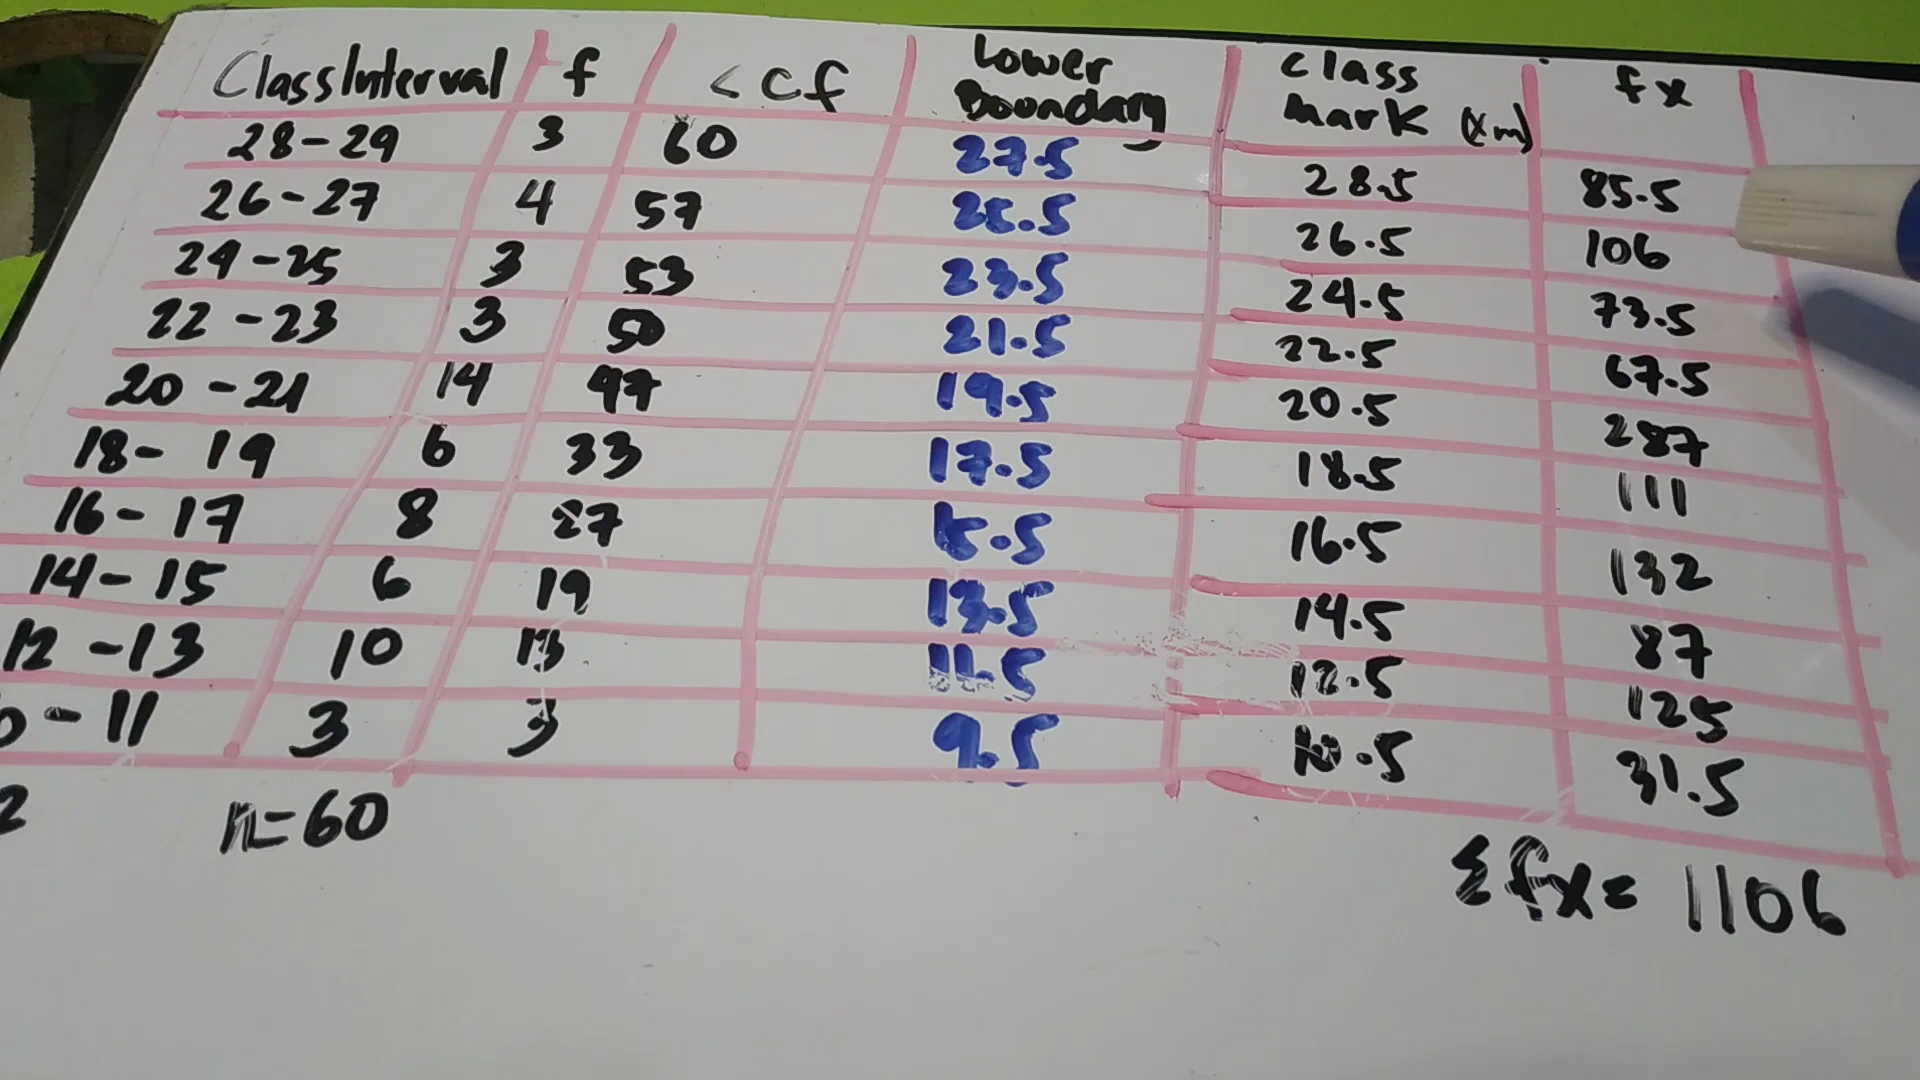 Class Interval f <cf Lower Boundary class mark (xm) fx
28-29 3 60 27.5 28.5 85.5
26-27 4 57 25.5 26.5 106
24-25 3 53 23.5 24.5 73.5
22-23 3 50 21.5 22.5 67.5
20-21 14 47 19.5 20.5 287
18-19 6 33 17.5 18.5 111
16-17 8 27 15.5 16.5 132
14-15 6 19 13.5 14.5 87
12-13 10 13 11.5 12.5 125
0-11 3 3 9.5 10.5 31.5
2 n=60
Σfx= 1106